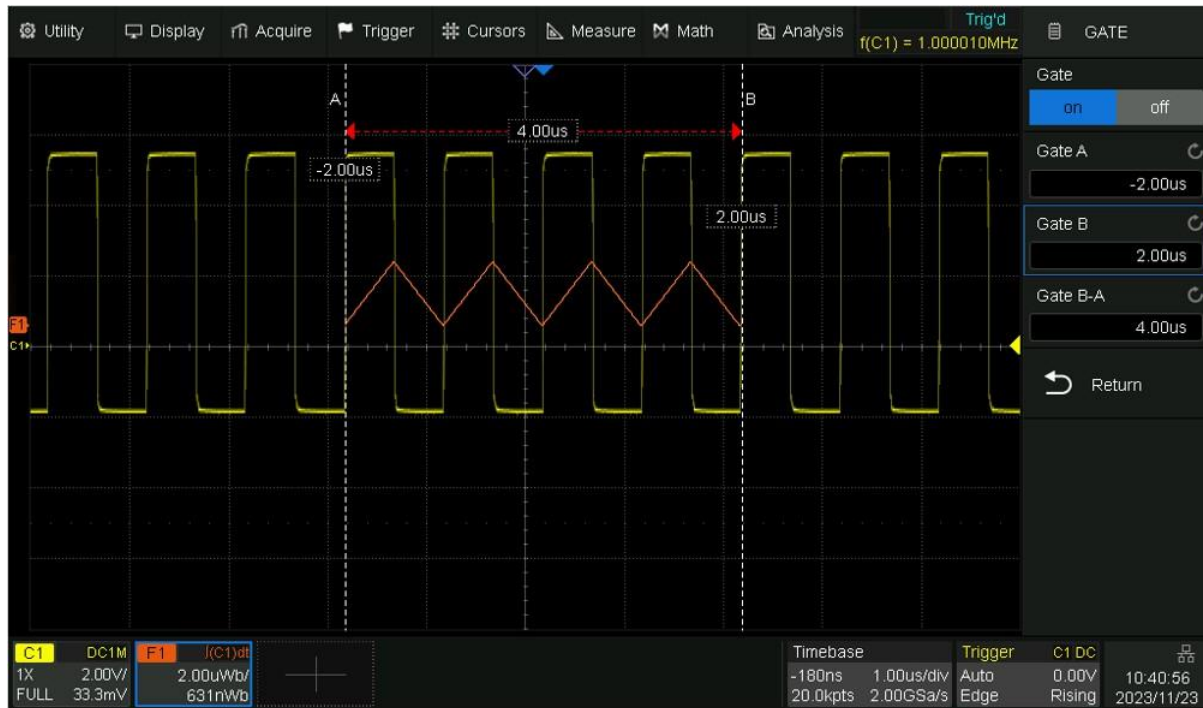 Utility Display Acquire Trigger Cursors Measure Math Analysis
Trig'd
f(C1) = 1.000010MHz
GATE
Gate
on off
Gate A
-2.00us
Gate B
2.00us
Gate B-A
4.00us
Return
A
B
4.00us
-2.00us
2.00us
F1
C1
C1 DC1M
1X 2.00V/
FULL 33.3mV
F1 ∫(C1)dt
2.00uWb/
631nWb
Timebase
-180ns 1.00us/div
20.0kpts 2.00GSa/s
Trigger C1 DC
Auto 0.00V
Edge Rising
10:40:56
2023/11/23